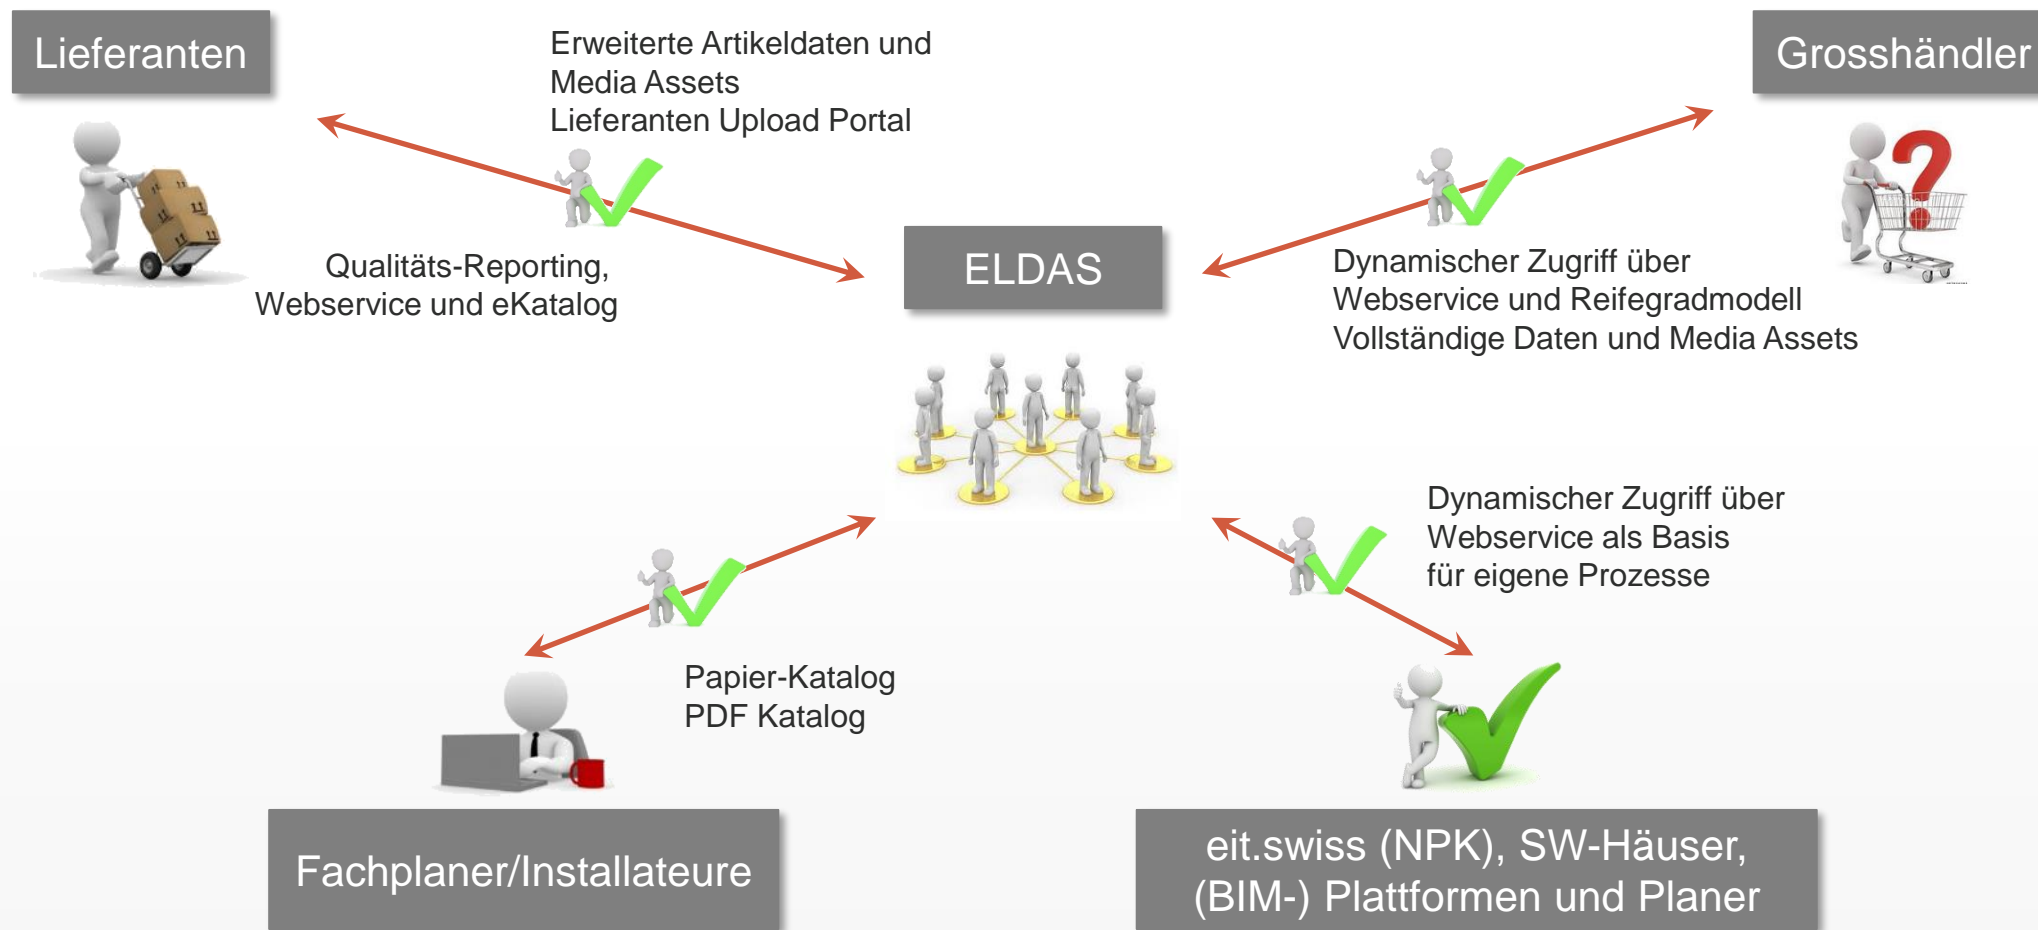 Lieferanten
Erweiterte Artikeldaten und
Media Assets
Lieferanten Upload Portal
Grosshändler
Qualitäts-Reporting,
Webservice und eKatalog
ELDAS
Dynamischer Zugriff über
Webservice und Reifegradmodell
Vollständige Daten und Media Assets
Dynamischer Zugriff über
Webservice als Basis
für eigene Prozesse
Papier-Katalog
PDF Katalog
Fachplaner/Installateure
eit.swiss (NPK), SW-Häuser,
(BIM-) Plattformen und Planer